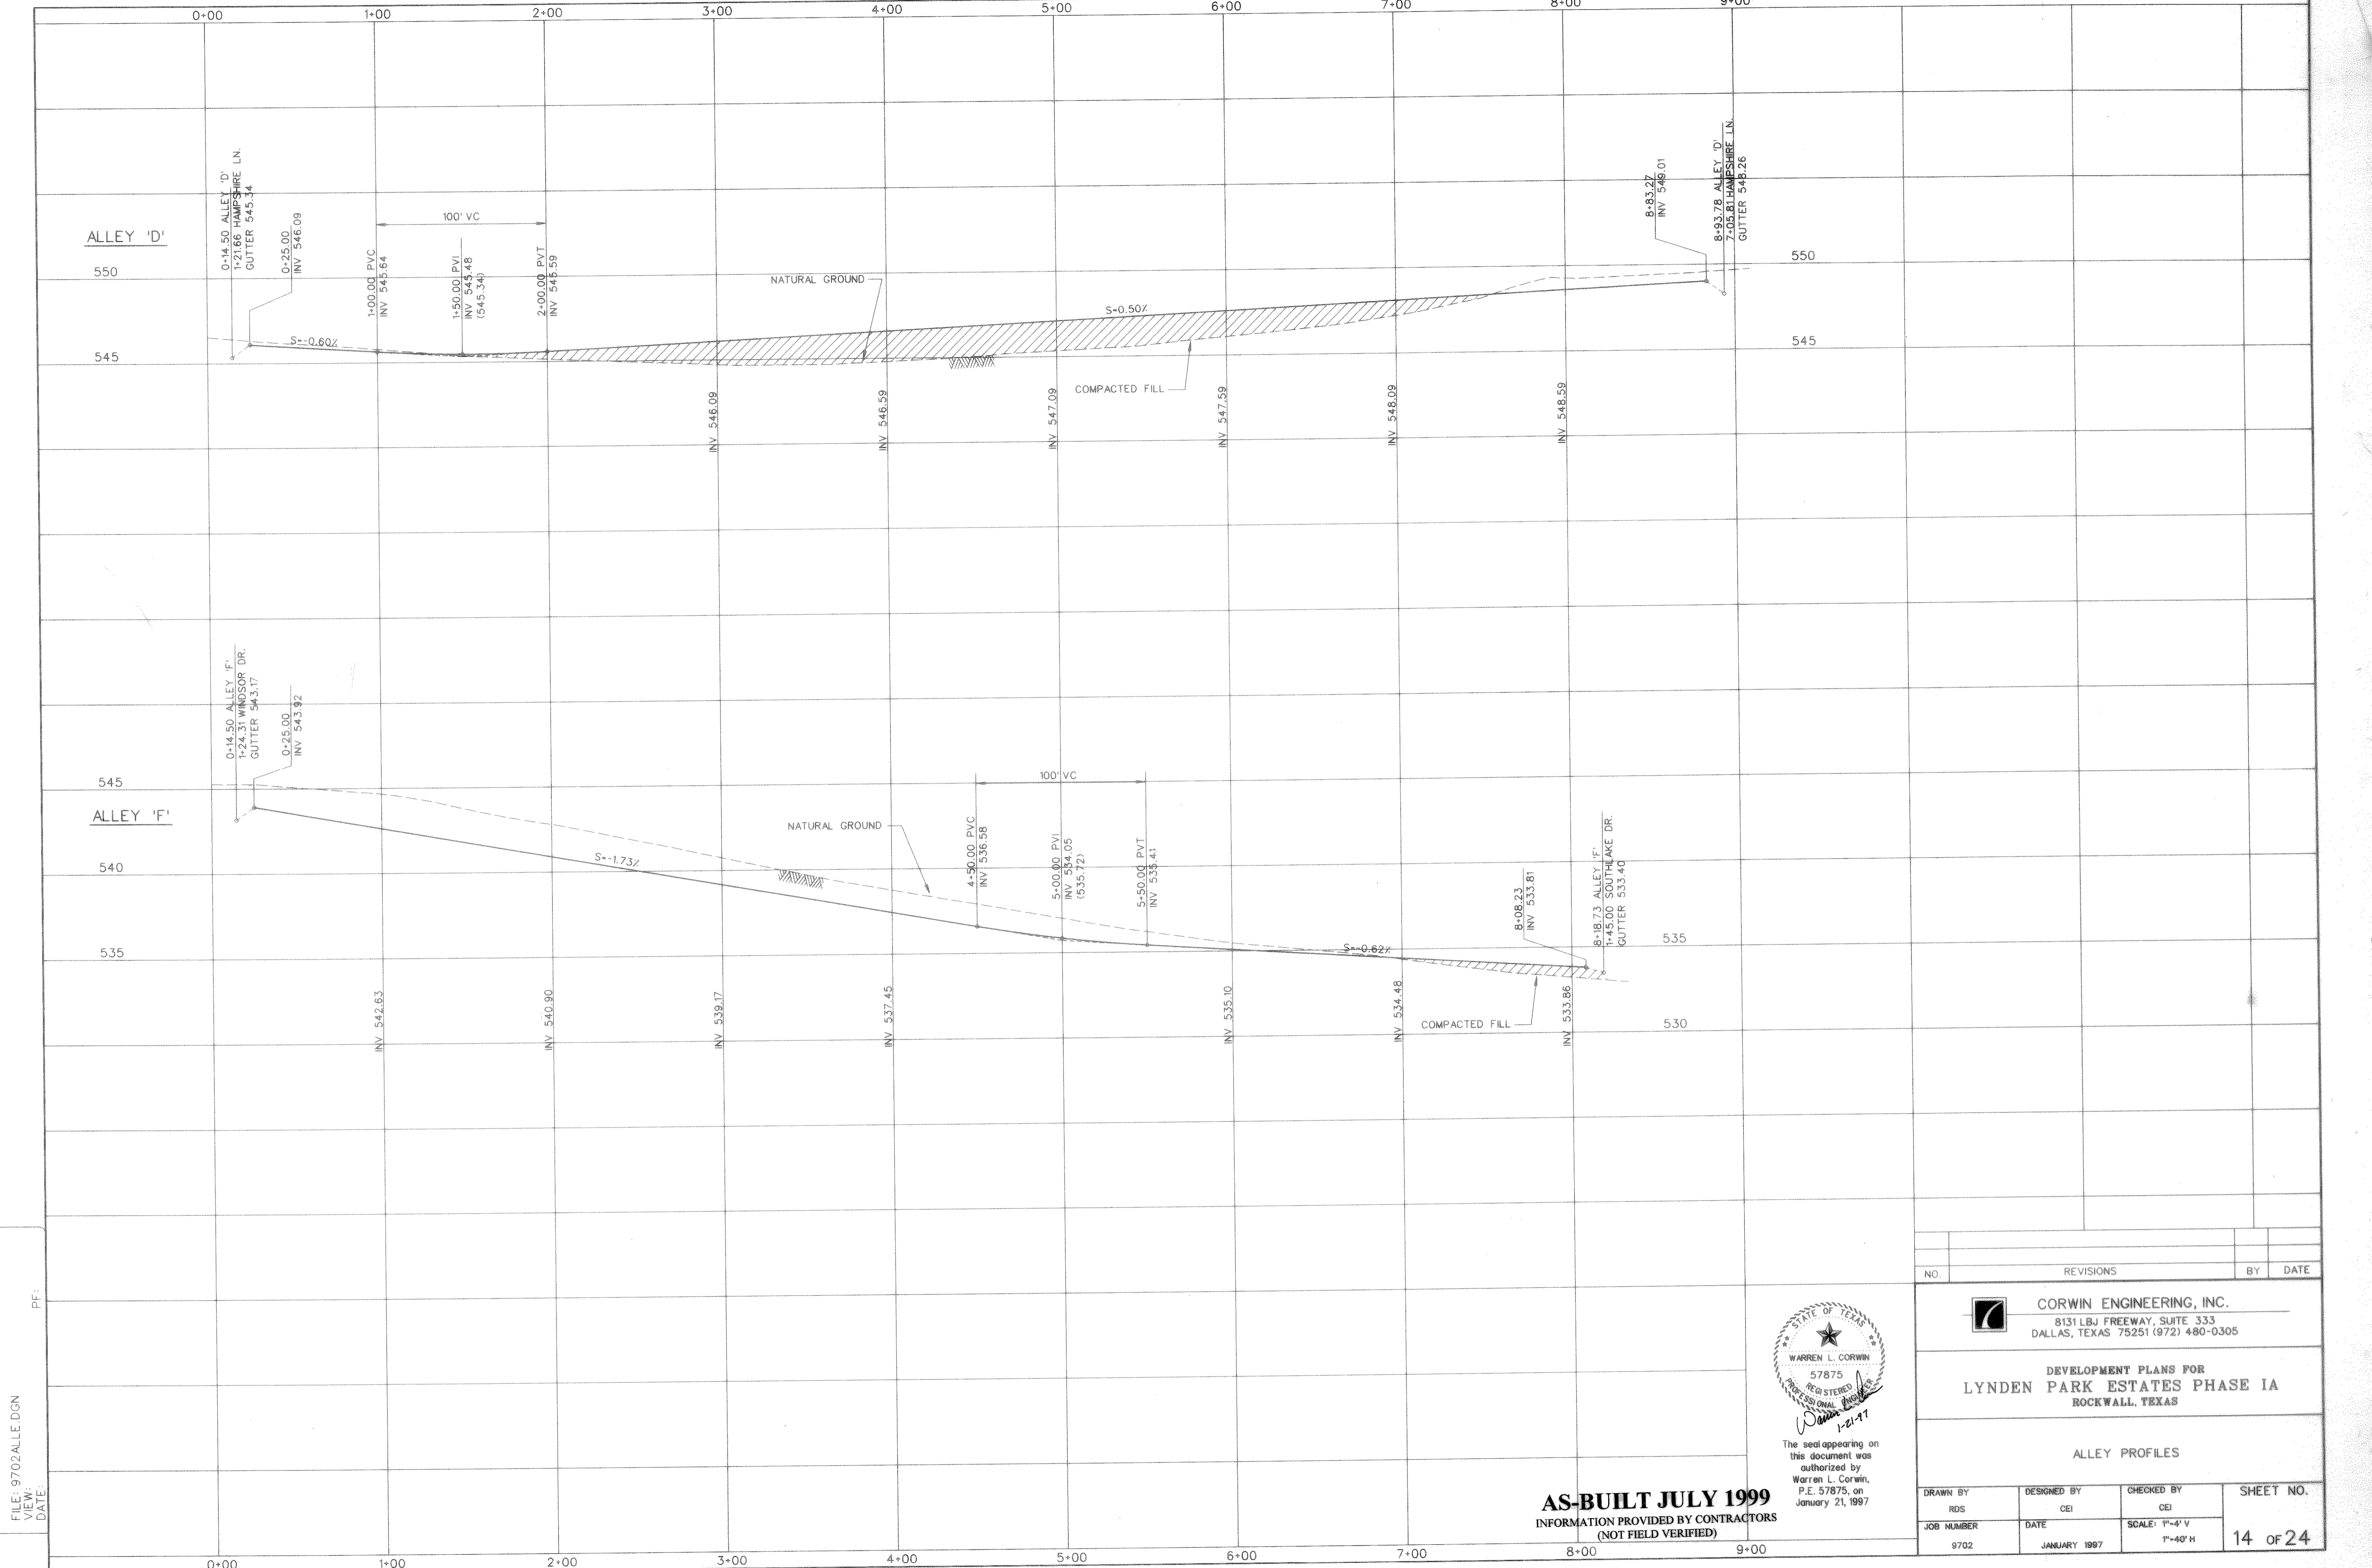 0+00 1+00 2+00 3+00 4+00 5+00 6+00 7+00 8+00 9+00
ALLEY 'D'
550
545
0+14.50 ALLEY 'D'
1+21.66 HAMPSHIRE LN.
GUTTER 545.34
0+25.00
INV 546.09
S=-0.60%
1+00.00 PVC
INV 545.64
100' VC
1+50.00 PVI
INV 545.48
(545.34)
2+00.00 PVT
INV 545.59
NATURAL GROUND
S=0.50%
COMPACTED FILL
8+83.27
INV 549.01
8+93.78 ALLEY 'D'
7+05.81 HAMPSHIRE LN.
GUTTER 548.26
550
545
INV 546.09
INV 546.59
INV 547.09
INV 547.59
INV 548.09
INV 548.59
0+14.50 ALLEY 'F'
1+24.31 WINDSOR DR.
GUTTER 543.17
0+25.00
INV 543.92
545
ALLEY 'F'
540
535
S=-1.73%
NATURAL GROUND
100' VC
4+50.00 PVC
INV 536.58
5+00.00 PVI
INV 534.05
(535.72)
5+50.00 PVT
INV 535.41
S=-0.62%
8+08.23
INV 533.81
8+18.73 ALLEY 'F'
1+45.00 SOUTHLAKE DR.
GUTTER 533.40
535
530
COMPACTED FILL
INV 542.63
INV 540.90
INV 539.17
INV 537.45
INV 535.10
INV 534.48
INV 533.86
PF:
FILE: 9702ALLE.DGN
VIEW:
DATE:
NO. REVISIONS BY DATE
CORWIN ENGINEERING, INC.
8131 LBJ FREEWAY, SUITE 333
DALLAS, TEXAS 75251 (972) 480-0305
DEVELOPMENT PLANS FOR
LYNDEN PARK ESTATES PHASE IA
ROCKWALL, TEXAS
ALLEY PROFILES
DRAWN BY
RDS
DESIGNED BY
CEI
CHECKED BY
CEI
SHEET NO.
JOB NUMBER
9702
DATE
JANUARY 1997
SCALE: 1"=4' V
1"=40' H
14 OF 24
STATE OF TEXAS
WARREN L. CORWIN
57875
REGISTERED
PROFESSIONAL ENGINEER
1-21-97
The seal appearing on
this document was
authorized by
Warren L. Corwin,
P.E. 57875, on
January 21, 1997
AS-BUILT JULY 1999
INFORMATION PROVIDED BY CONTRACTORS
(NOT FIELD VERIFIED)
0+00 1+00 2+00 3+00 4+00 5+00 6+00 7+00 8+00 9+00